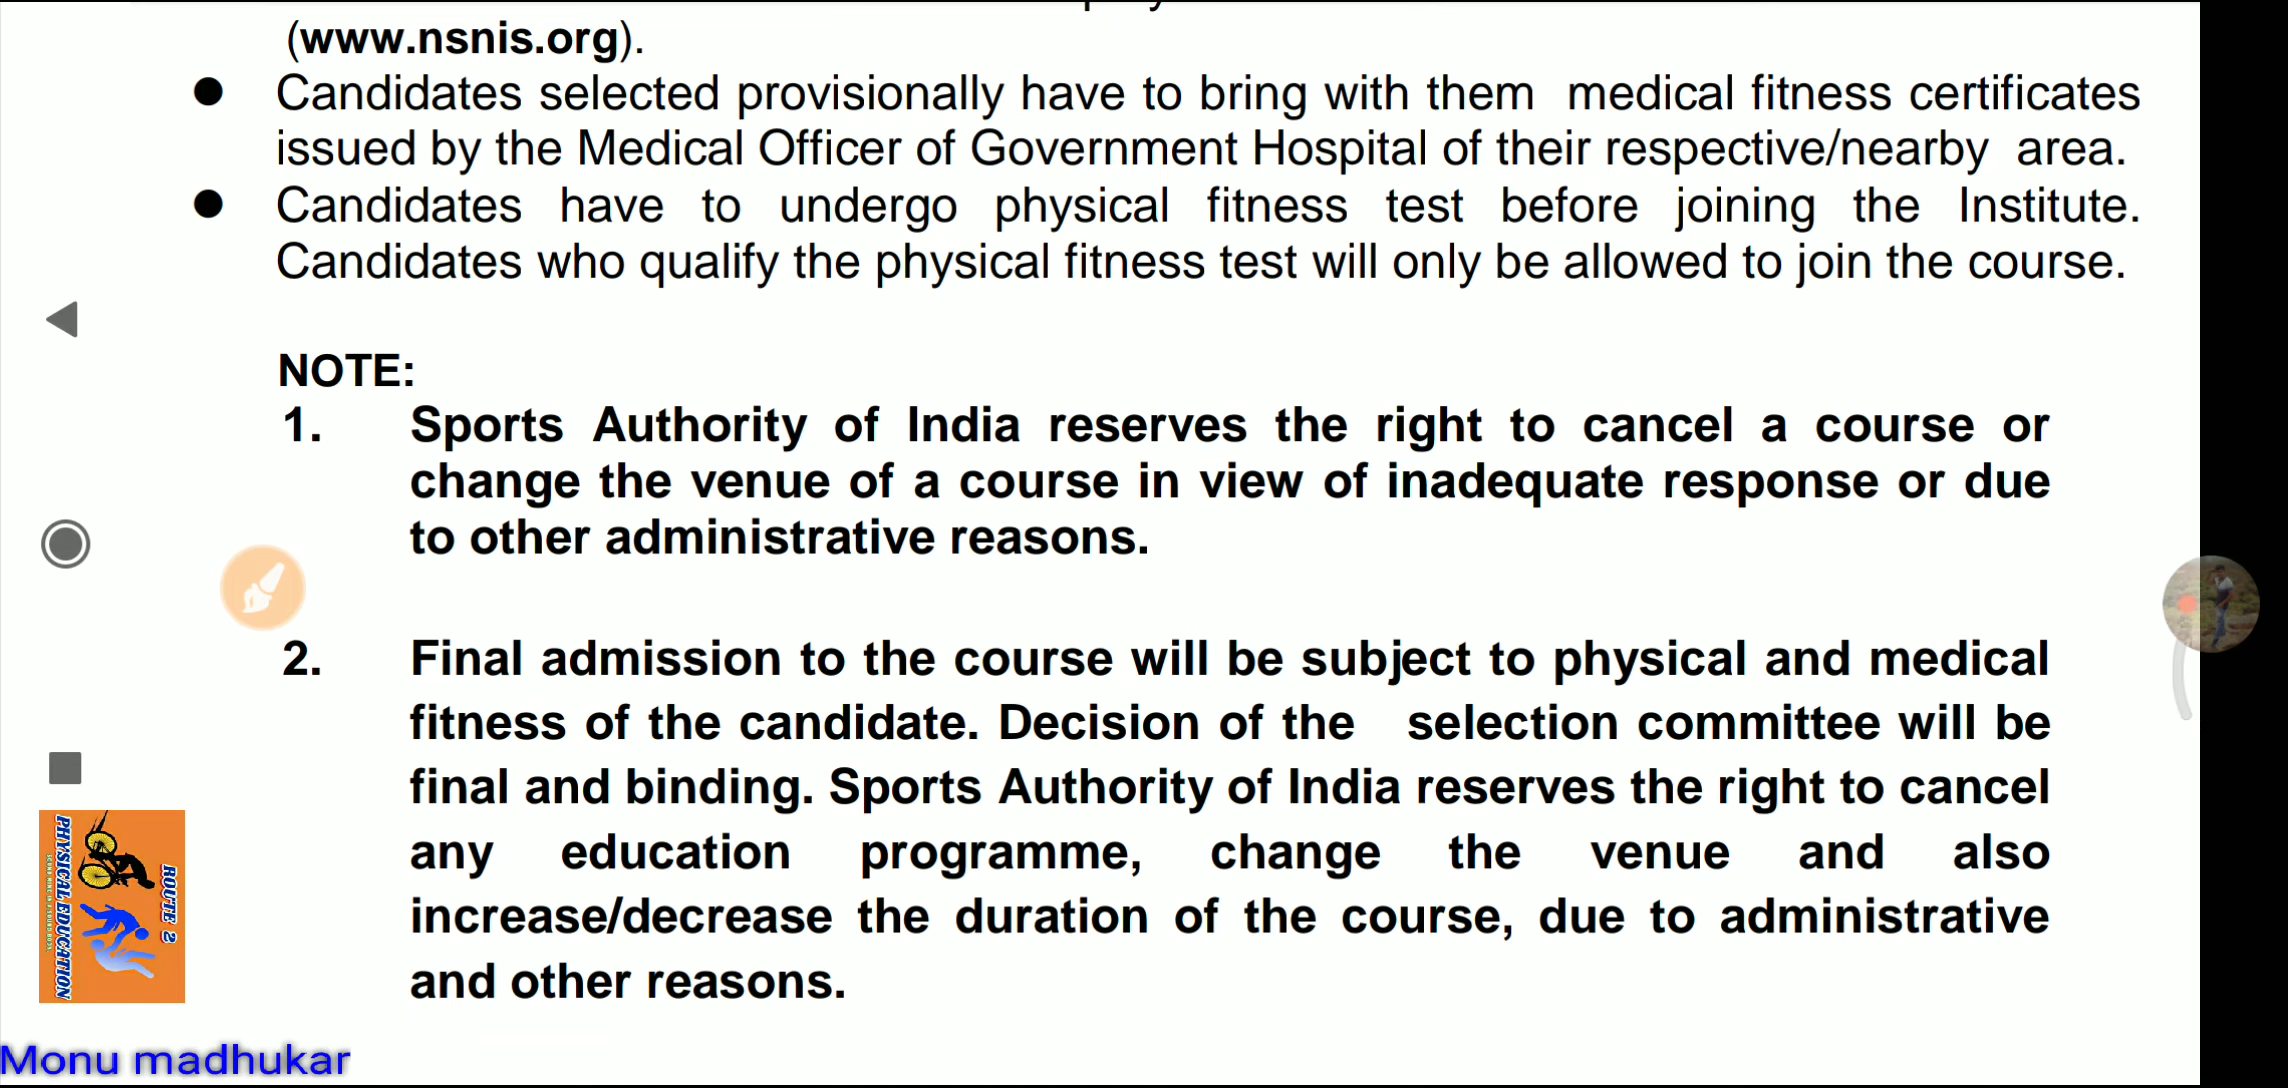 (www.nsnis.org).
● Candidates selected provisionally have to bring with them medical fitness certificates
issued by the Medical Officer of Government Hospital of their respective/nearby area.
● Candidates have to undergo physical fitness test before joining the Institute.
Candidates who qualify the physical fitness test will only be allowed to join the course.
NOTE:
1. Sports Authority of India reserves the right to cancel a course or
change the venue of a course in view of inadequate response or due
to other administrative reasons.
2. Final admission to the course will be subject to physical and medical
fitness of the candidate. Decision of the selection committee will be
final and binding. Sports Authority of India reserves the right to cancel
any education programme, change the venue and also
increase/decrease the duration of the course, due to administrative
and other reasons.
ROUTE 2
PHYSICAL EDUCATION
Monu madhukar